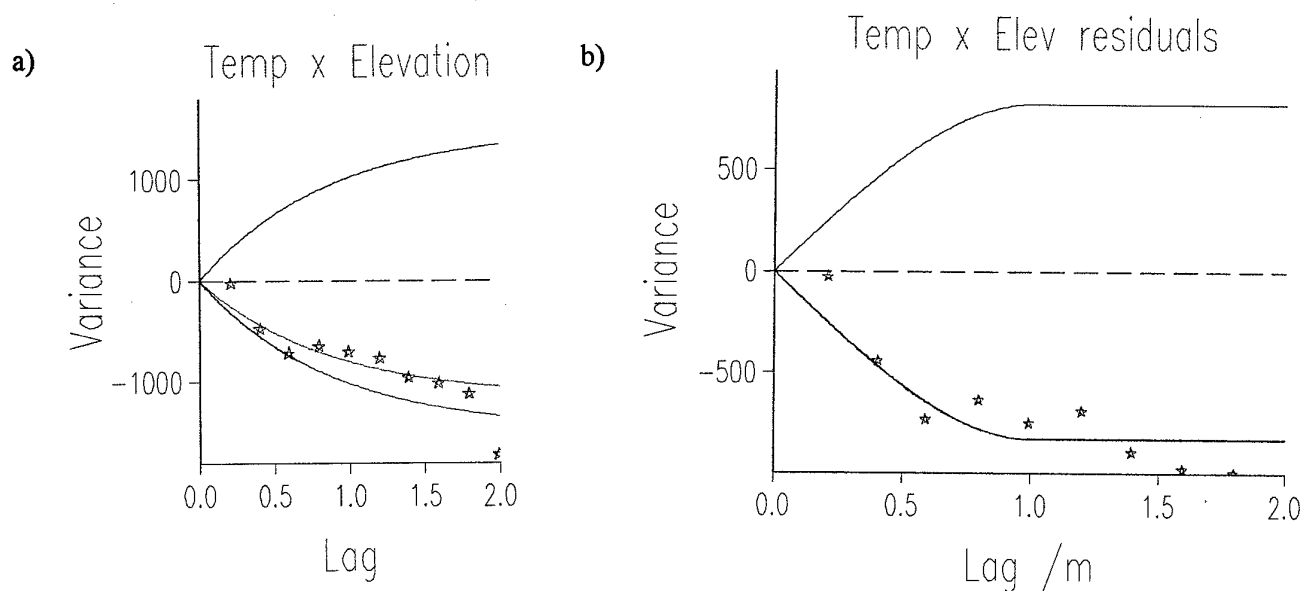 a)
Temp x Elevation
Variance
1000
0
−1000
0.0 0.5 1.0 1.5 2.0
Lag
b)
Temp x Elev residuals
Variance
500
0
−500
0.0 0.5 1.0 1.5 2.0
Lag /m